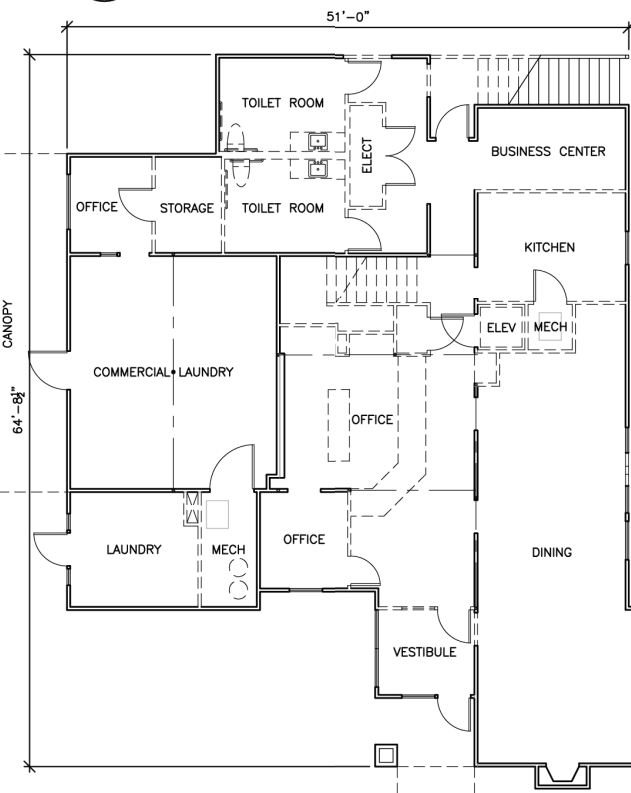 51'-0"
TOILET ROOM
ELECT
BUSINESS CENTER
OFFICE
STORAGE
TOILET ROOM
KITCHEN
CANOPY
ELEV
MECH
COMMERCIAL LAUNDRY
64'-8½"
OFFICE
LAUNDRY
MECH
OFFICE
DINING
VESTIBULE